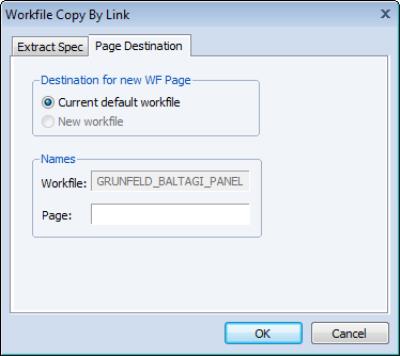 Workfile Copy By Link
Extract Spec
Page Destination
Destination for new WF Page
Current default workfile
New workfile
Names
Workfile: GRUNFELD_BALTAGI_PANEL
Page:
OK
Cancel